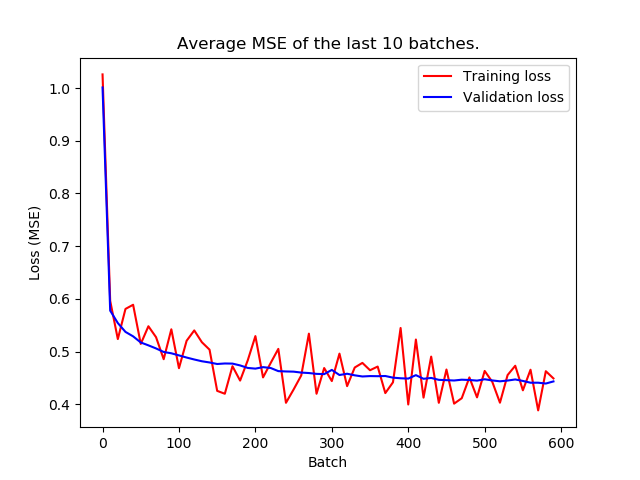 Average MSE of the last 10 batches.
Training loss
Validation loss
1.0
0.9
0.8
0.7
0.6
0.5
0.4
Loss (MSE)
0 100 200 300 400 500 600
Batch